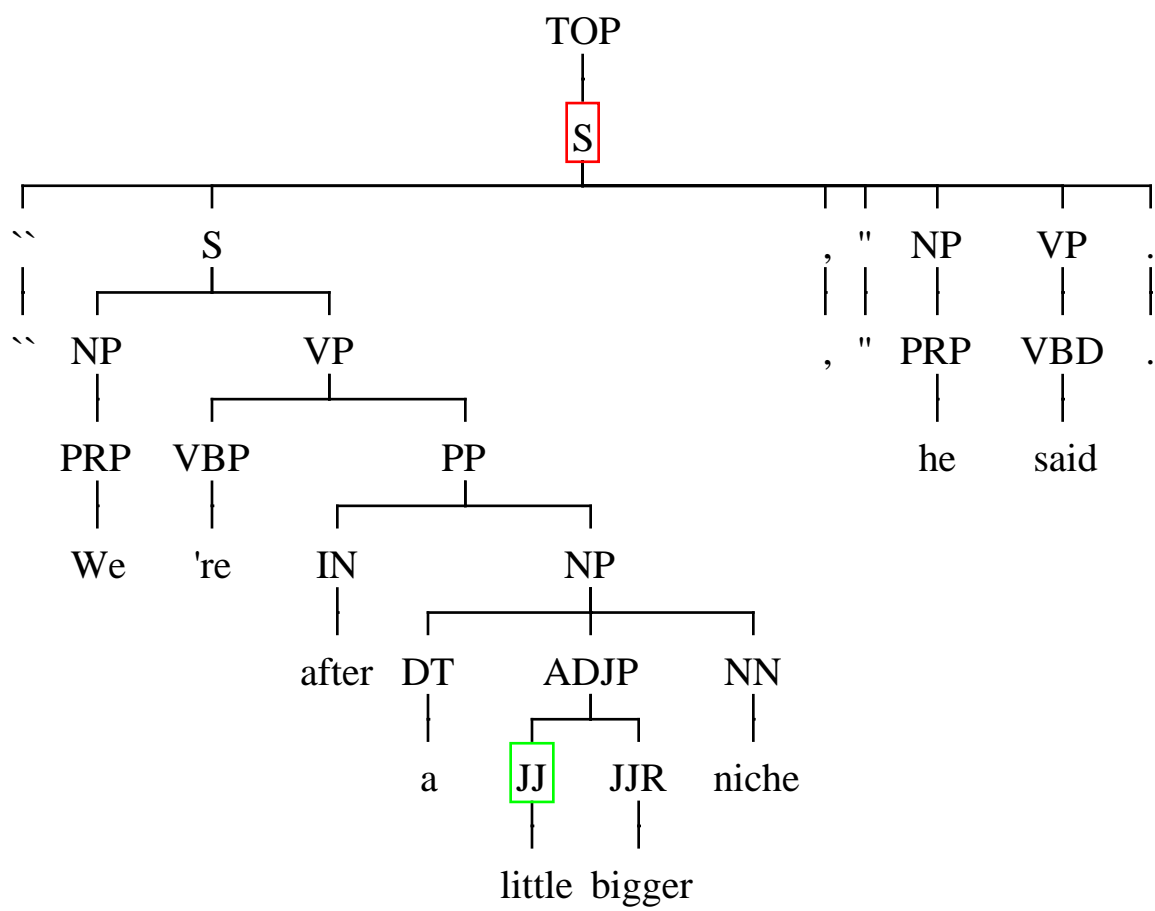 TOP
S
`` S , " NP VP .
`` NP VP , " PRP VBD .
PRP VBP PP he said
We 're IN NP
after DT ADJP NN
a JJ JJR niche
little bigger